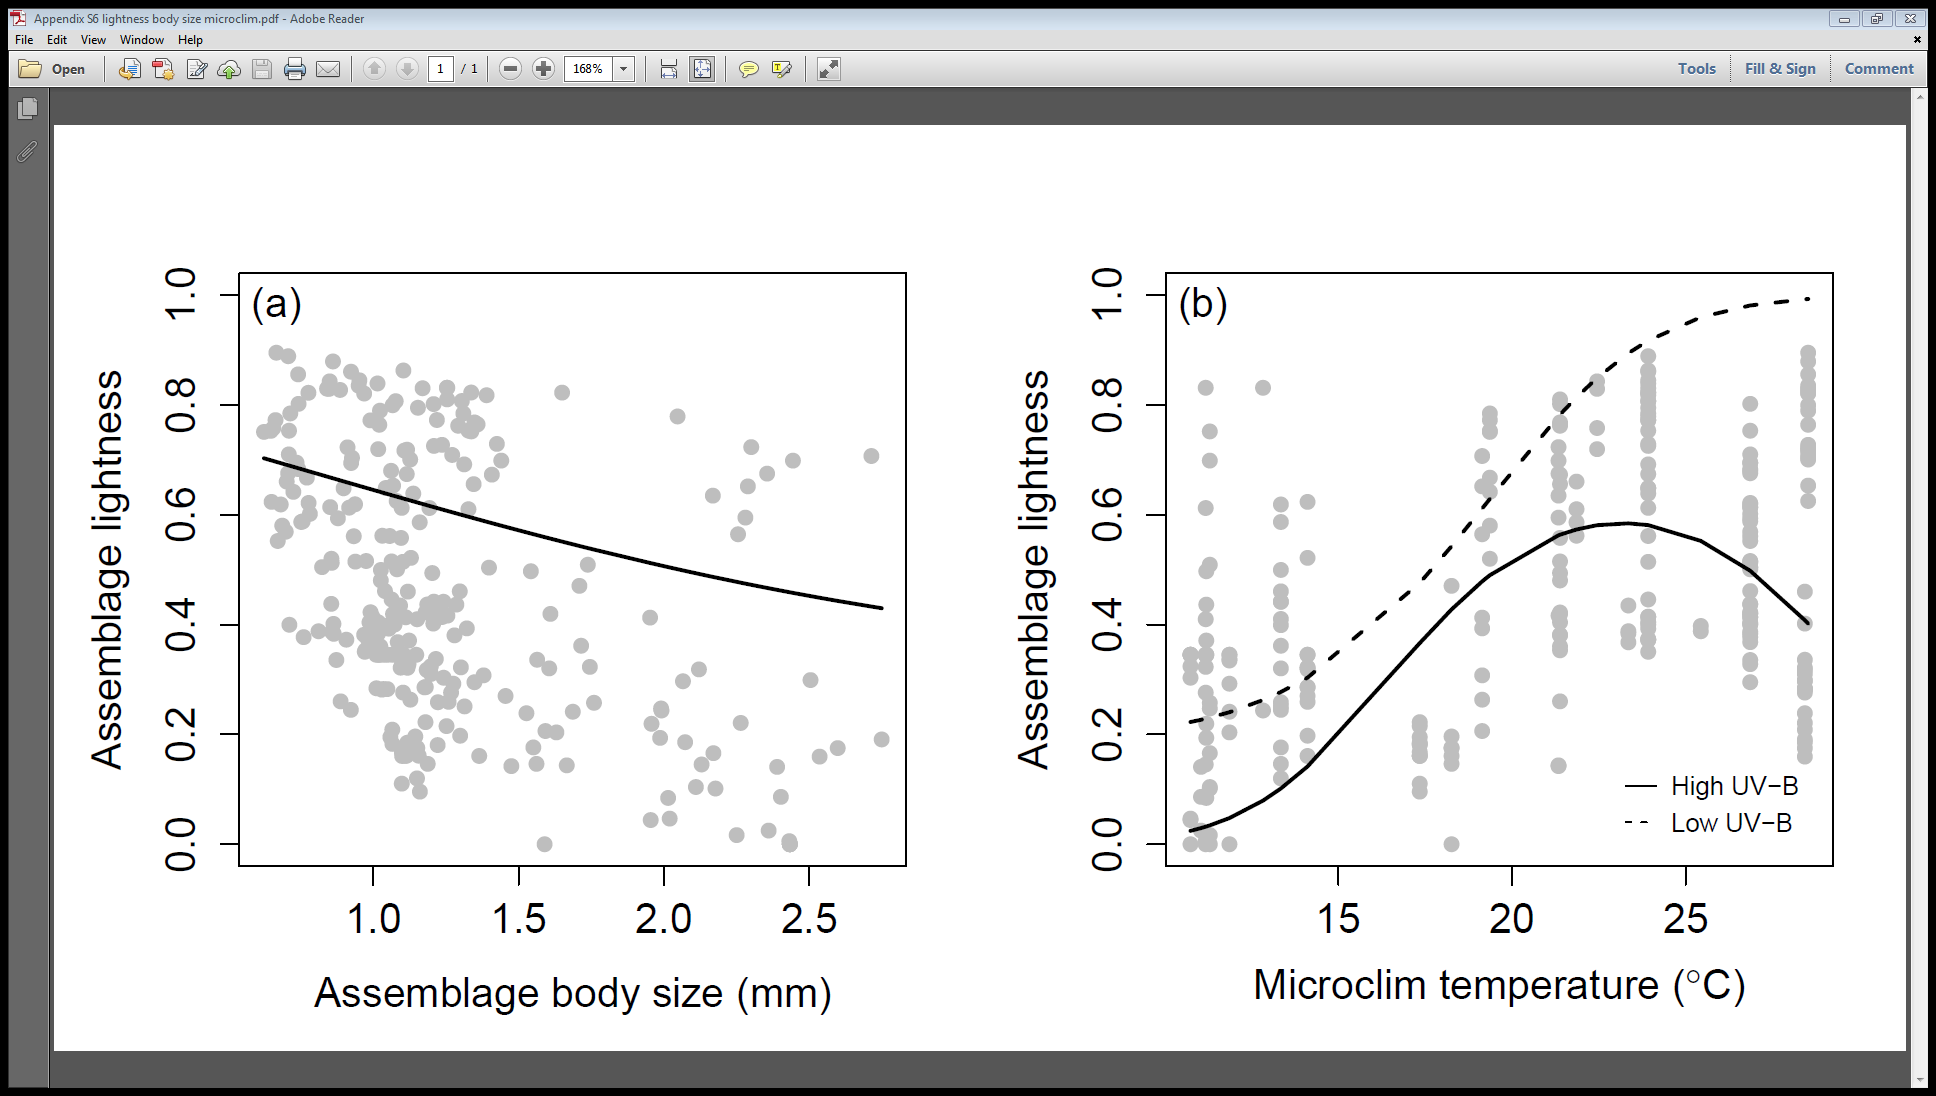 Appendix S6 lightness body size microclim.pdf - Adobe Reader
File Edit View Window Help
Open 1 / 1 168% Tools Fill & Sign Comment
(a)
1.0
0.8
0.6
0.4
0.2
0.0
Assemblage lightness
1.0 1.5 2.0 2.5
Assemblage body size (mm)
(b)
1.0
0.8
0.6
0.4
0.2
0.0
Assemblage lightness
High UV−B
Low UV−B
15 20 25
Microclim temperature (°C)